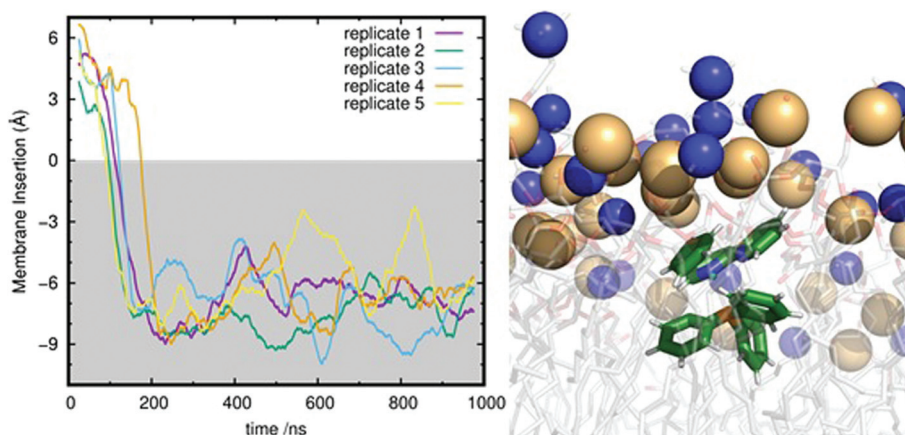 replicate 1
replicate 2
replicate 3
replicate 4
replicate 5
Membrane Insertion (Å)
6
3
0
−3
−6
−9
0 200 400 600 800 1000
time /ns